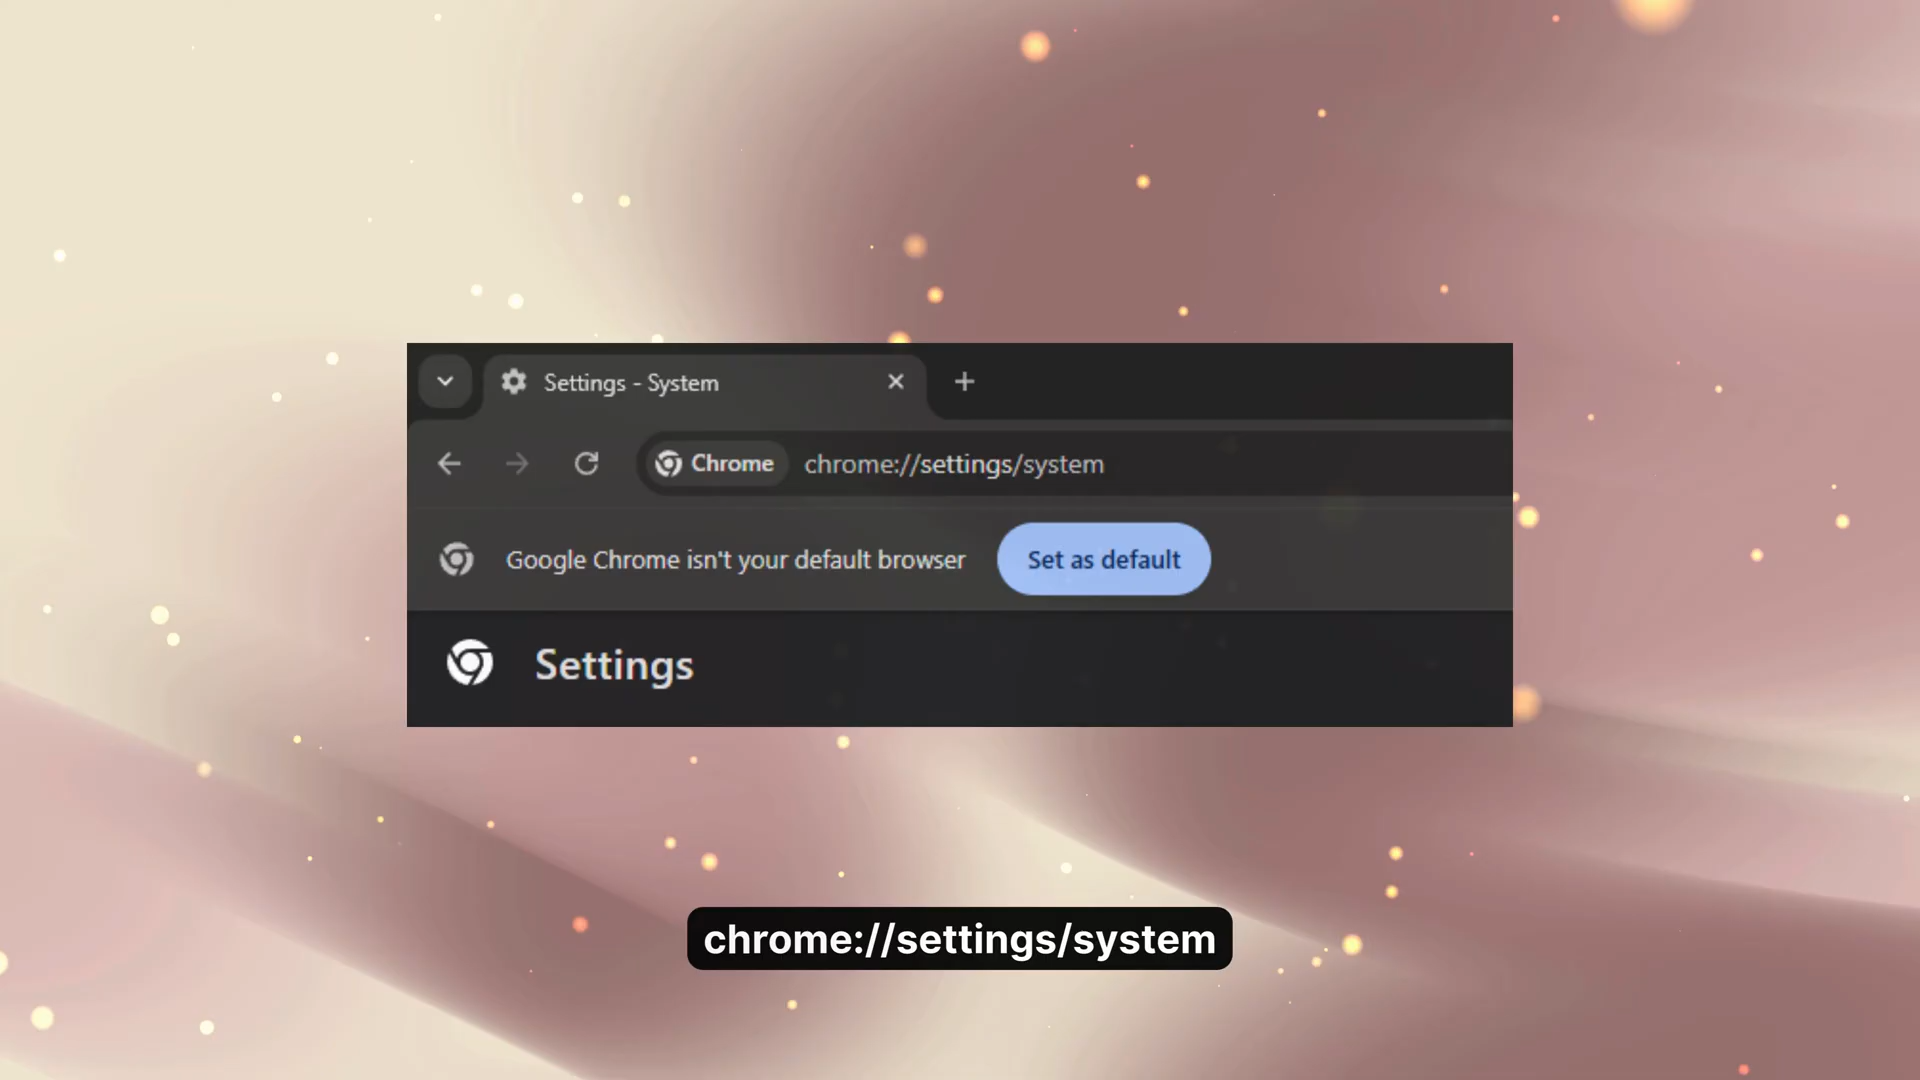 Settings - System
Chrome chrome://settings/system
Google Chrome isn't your default browser Set as default
Settings
chrome://settings/system